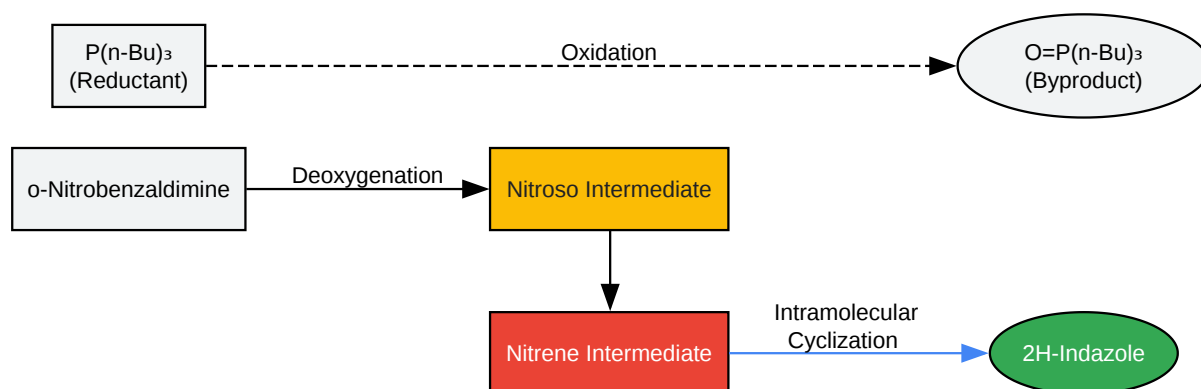 P(n-Bu)₃
(Reductant)
Oxidation
O=P(n-Bu)₃
(Byproduct)
o-Nitrobenzaldimine
Deoxygenation
Nitroso Intermediate
Nitrene Intermediate
Intramolecular
Cyclization
2H-Indazole